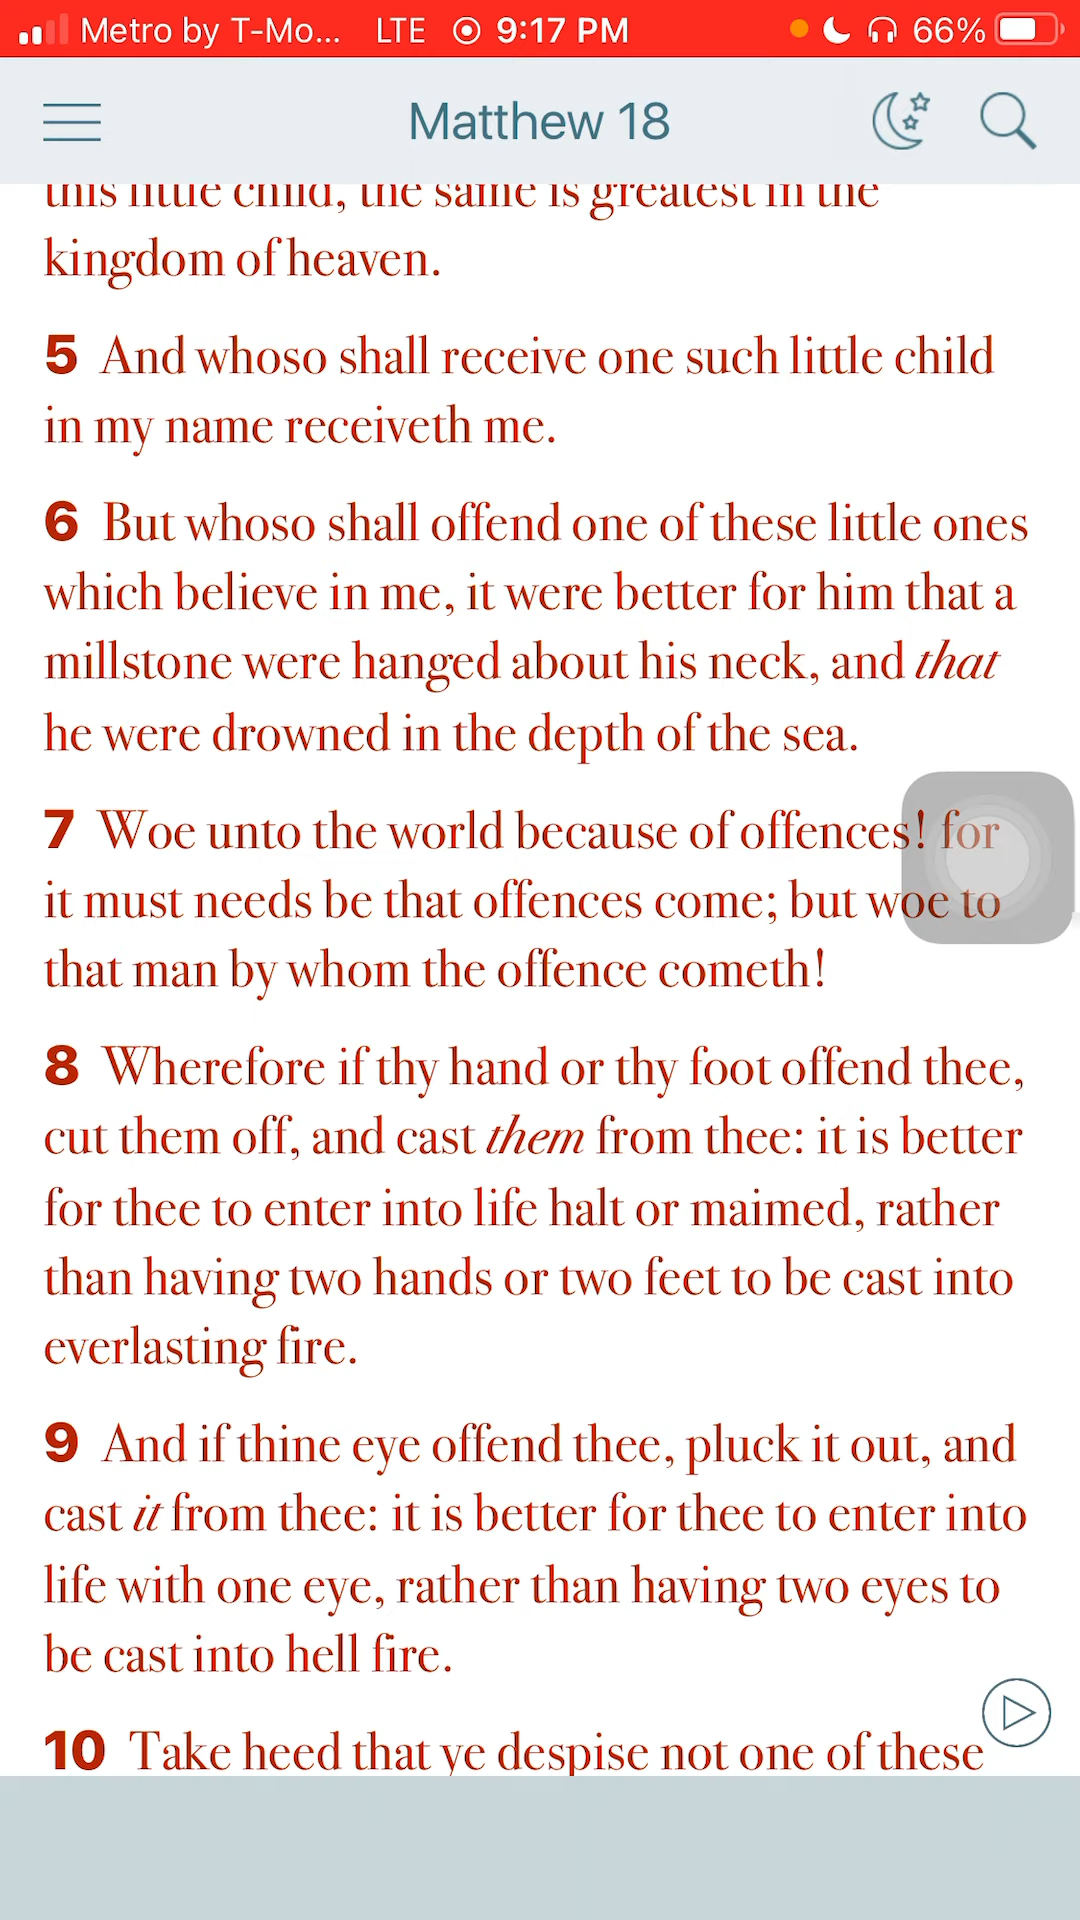 Metro by T-Mo... LTE 9:17 PM 66%
Matthew 18
this little child, the same is greatest in the
kingdom of heaven.
5 And whoso shall receive one such little child
in my name receiveth me.
6 But whoso shall offend one of these little ones
which believe in me, it were better for him that a
millstone were hanged about his neck, and that
he were drowned in the depth of the sea.
7 Woe unto the world because of offences! for
it must needs be that offences come; but woe to
that man by whom the offence cometh!
8 Wherefore if thy hand or thy foot offend thee,
cut them off, and cast them from thee: it is better
for thee to enter into life halt or maimed, rather
than having two hands or two feet to be cast into
everlasting fire.
9 And if thine eye offend thee, pluck it out, and
cast it from thee: it is better for thee to enter into
life with one eye, rather than having two eyes to
be cast into hell fire.
10 Take heed that ye despise not one of these